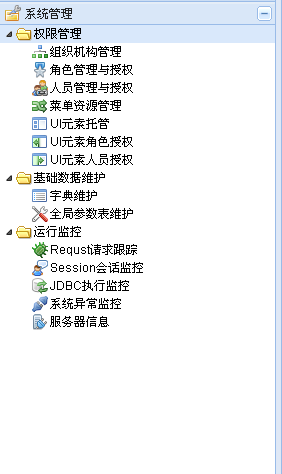 系统管理
权限管理
组织机构管理
角色管理与授权
人员管理与授权
菜单资源管理
UI元素托管
UI元素角色授权
UI元素人员授权
基础数据维护
字典维护
全局参数表维护
运行监控
Requst请求跟踪
Session会话监控
JDBC执行监控
系统异常监控
服务器信息